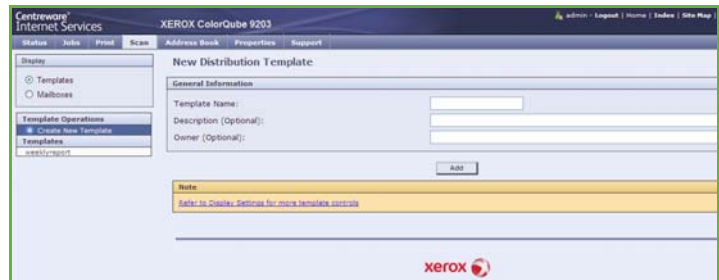 Centreware®
Internet Services
XEROX ColorQube 9203
admin - Logout | Home | Index | Site Map |
Status Jobs Print Scan Address Book Properties Support
Display
Templates
Mailboxes
Template Operations
Create New Template
Templates
weeklyreport
New Distribution Template
General Information
Template Name:
Description (Optional):
Owner (Optional):
Add
Note
Refer to Display Settings for more template controls
xerox